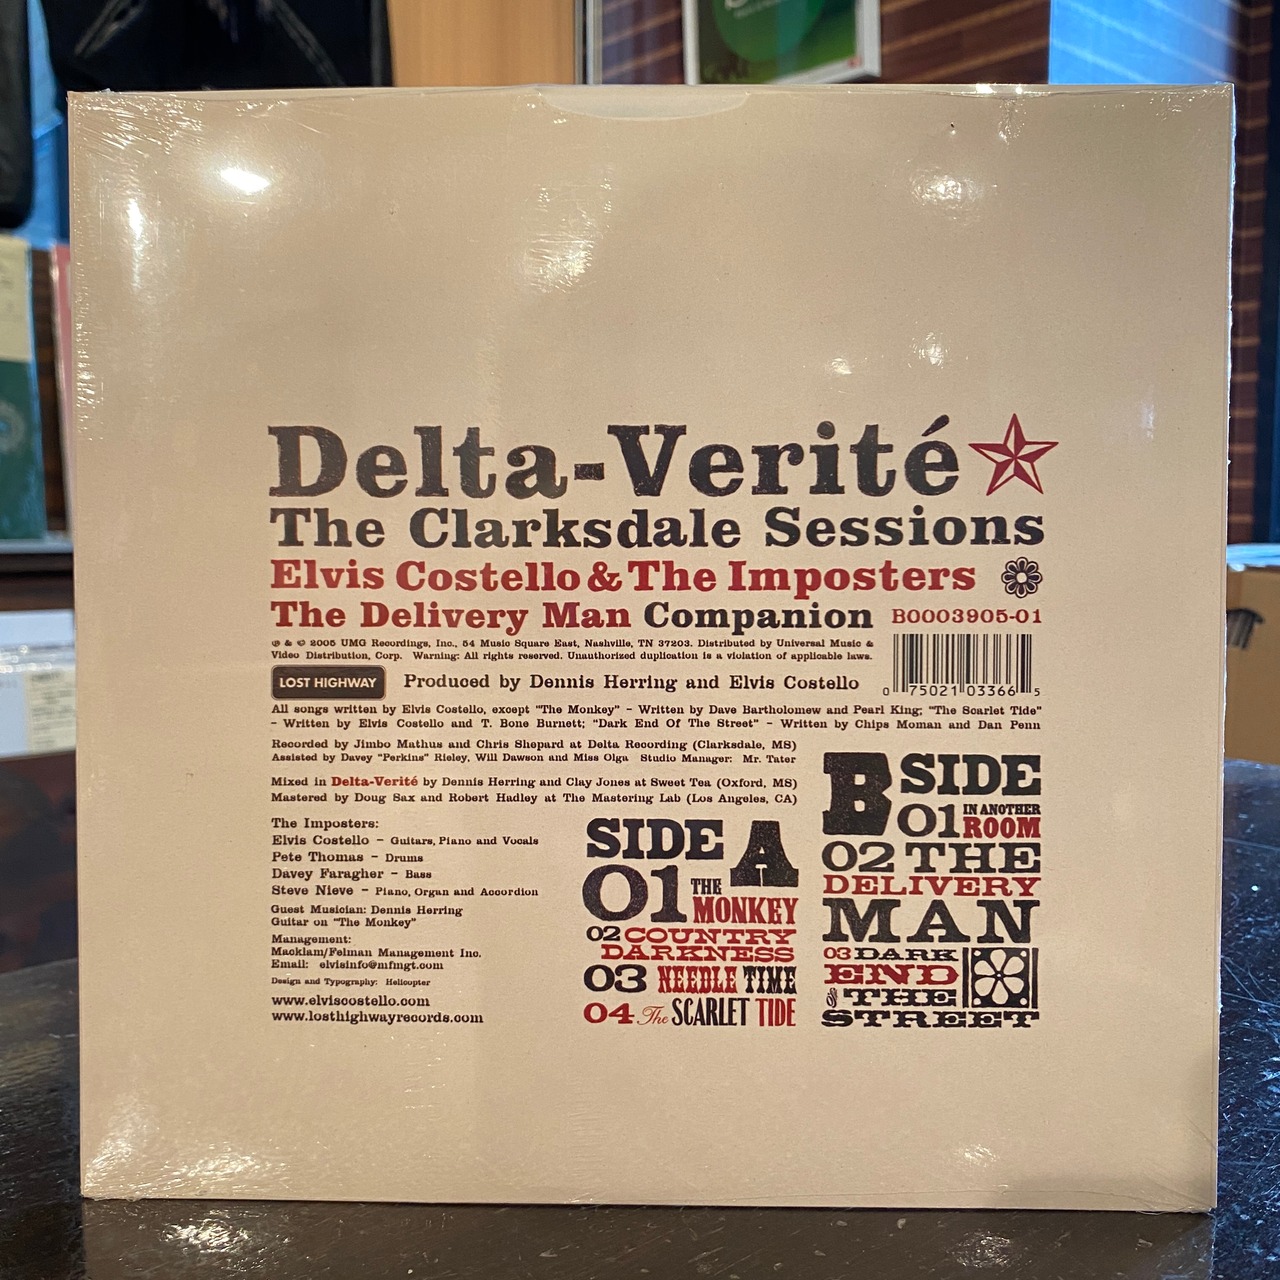 Delta-Verité
The Clarksdale Sessions
Elvis Costello & The Imposters
The Delivery Man Companion B0003905-01
℗ & © 2005 UMG Recordings, Inc., 54 Music Square East, Nashville, TN 37203. Distributed by Universal Music &
Video Distribution, Corp. Warning: All rights reserved. Unauthorized duplication is a violation of applicable laws.
0 75021 03366 5
LOST HIGHWAY Produced by Dennis Herring and Elvis Costello
All songs written by Elvis Costello, except "The Monkey" - Written by Dave Bartholomew and Pearl King; "The Scarlet Tide"
- Written by Elvis Costello and T. Bone Burnett; "Dark End Of The Street" - Written by Chips Moman and Dan Penn
Recorded by Jimbo Mathus and Chris Shepard at Delta Recording (Clarksdale, MS)
Assisted by Davey "Perkins" Rieley, Will Dawson and Miss Olga Studio Manager: Mr. Tater
Mixed in Delta-Verité by Dennis Herring and Clay Jones at Sweet Tea (Oxford, MS)
Mastered by Doug Sax and Robert Hadley at The Mastering Lab (Los Angeles, CA)
The Imposters:
Elvis Costello - Guitars, Piano and Vocals
Pete Thomas - Drums
Davey Faragher - Bass
Steve Nieve - Piano, Organ and Accordion
Guest Musician: Dennis Herring
Guitar on "The Monkey"
Management:
Macklam/Felman Management Inc.
Email: elvisinfo@mfmgt.com
Design and Typography: Helicopter
www.elviscostello.com
www.losthighwayrecords.com
SIDE A
01 THE
MONKEY
02 COUNTRY
DARKNESS
03 NEEDLE TIME
04 The SCARLET TIDE
B SIDE
01 IN ANOTHER
ROOM
02 THE
DELIVERY
MAN
03 DARK
END
OF THE
STREET